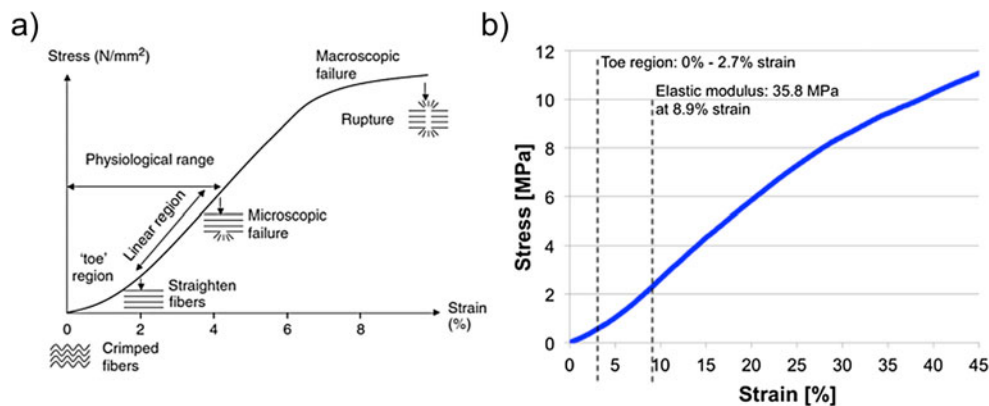 a)
Stress (N/mm²)
Macroscopic
failure
Rupture
Physiological range
Linear region
Microscopic
failure
'toe'
region
Straighten
fibers
Strain
(%)
0 2 4 6 8
Crimped
fibers
b)
Toe region: 0% - 2.7% strain
Elastic modulus: 35.8 MPa
at 8.9% strain
Stress [MPa]
12
10
8
6
4
2
0
0 5 10 15 20 25 30 35 40 45
Strain [%]